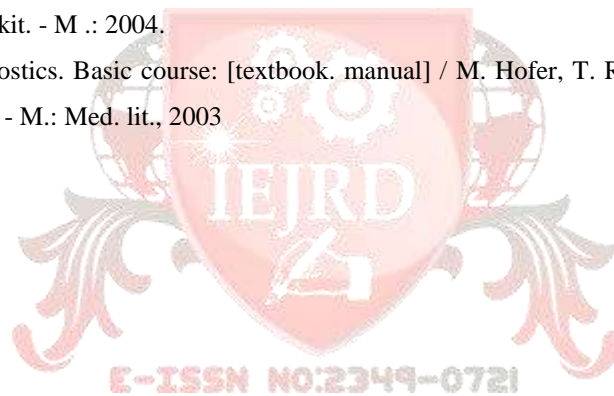 kit. - M .: 2004.
ostics. Basic course: [textbook. manual] / M. Hofer, T. R
- M.: Med. lit., 2003
IEJRD
E-ISSN NO:2349-0721